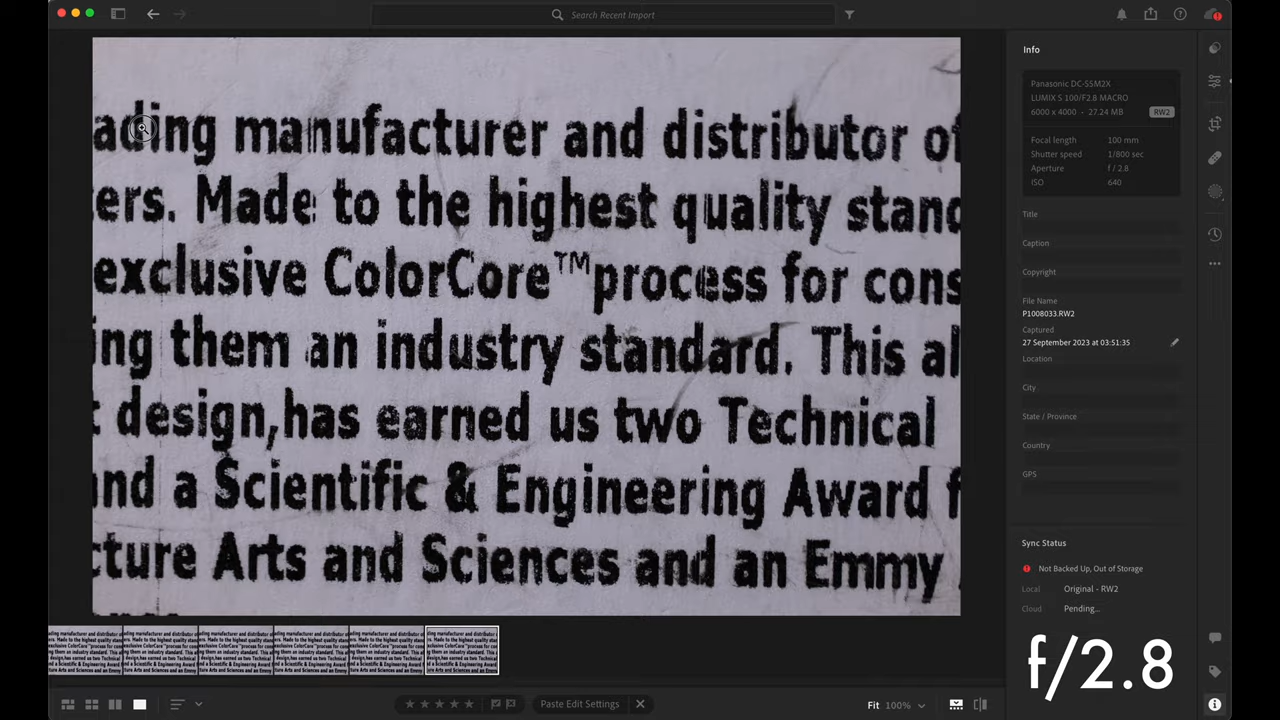 Search Recent Import
ading manufacturer and distributor of
ers. Made to the highest quality stand
exclusive ColorCore™process for cons
ing them an industry standard. This al
design,has earned us two Technical
and a Scientific & Engineering Award f
cture Arts and Sciences and an Emmy
Info
Panasonic DC-S5M2X
LUMIX S 100/F2.8 MACRO
6000 x 4000 - 27.24 MB RW2
Focal length 100 mm
Shutter speed 1/800 sec
Aperture f / 2.8
ISO 640
Title
Caption
Copyright
File Name
P1008033.RW2
Captured
27 September 2023 at 03:51:35
Location
City
State / Province
Country
GPS
Sync Status
Not Backed Up, Out of Storage
Local Original - RW2
Cloud Pending...
f/2.8
Paste Edit Settings
Fit 100%